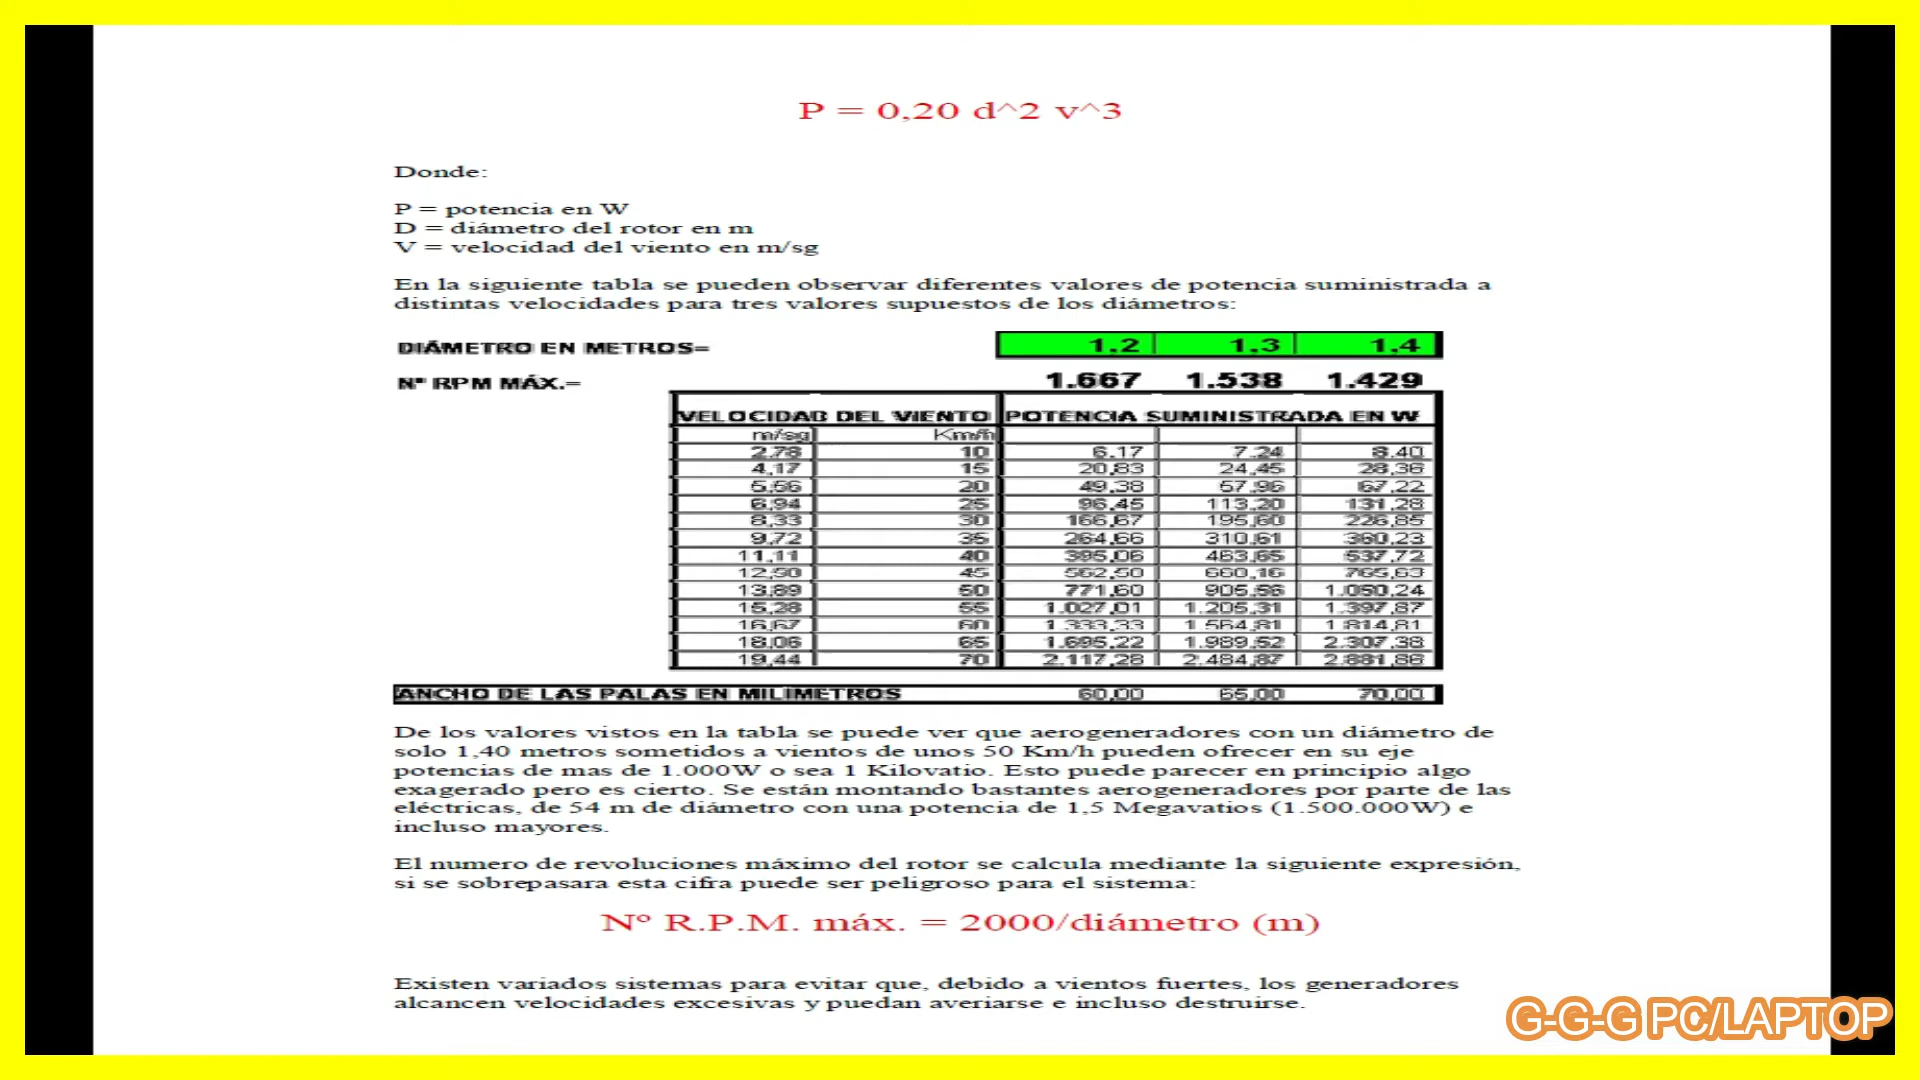 P = 0,20 d^2 v^3
Donde:
P = potencia en W
D = diámetro del rotor en m
V = velocidad del viento en m/sg
En la siguiente tabla se pueden observar diferentes valores de potencia suministrada a
distintas velocidades para tres valores supuestos de los diámetros:
DIÁMETRO EN METROS= 1,2 1,3 1,4
Nº RPM MÁX.= 1.667 1.538 1.429
VELOCIDAD DEL VIENTO POTENCIA SUMINISTRADA EN W
m/sg Km/h
2,78 10 6,17 7,24 8,40
4,17 15 20,83 24,45 28,36
5,56 20 49,38 57,96 67,22
6,94 25 96,45 113,20 131,28
8,33 30 166,67 195,60 226,85
9,72 35 264,66 310,61 360,23
11,11 40 395,06 463,65 537,72
12,50 45 562,50 660,16 765,63
13,89 50 771,60 905,56 1.050,24
15,28 55 1.027,01 1.205,31 1.397,87
16,67 60 1.333,33 1.564,81 1.814,81
18,06 65 1.695,22 1.989,52 2.307,38
19,44 70 2.117,28 2.484,87 2.881,86
ANCHO DE LAS PALAS EN MILIMETROS 60,00 65,00 70,00
De los valores vistos en la tabla se puede ver que aerogeneradores con un diámetro de
solo 1,40 metros sometidos a vientos de unos 50 Km/h pueden ofrecer en su eje
potencias de mas de 1.000W o sea 1 Kilovatio. Esto puede parecer en principio algo
exagerado pero es cierto. Se están montando bastantes aerogeneradores por parte de las
eléctricas, de 54 m de diámetro con una potencia de 1,5 Megavatios (1.500.000W) e
incluso mayores.
El numero de revoluciones máximo del rotor se calcula mediante la siguiente expresión,
si se sobrepasara esta cifra puede ser peligroso para el sistema:
Nº R.P.M. máx. = 2000/diámetro (m)
Existen variados sistemas para evitar que, debido a vientos fuertes, los generadores
alcancen velocidades excesivas y puedan averiarse e incluso destruirse.
G-G-G PC/LAPTOP